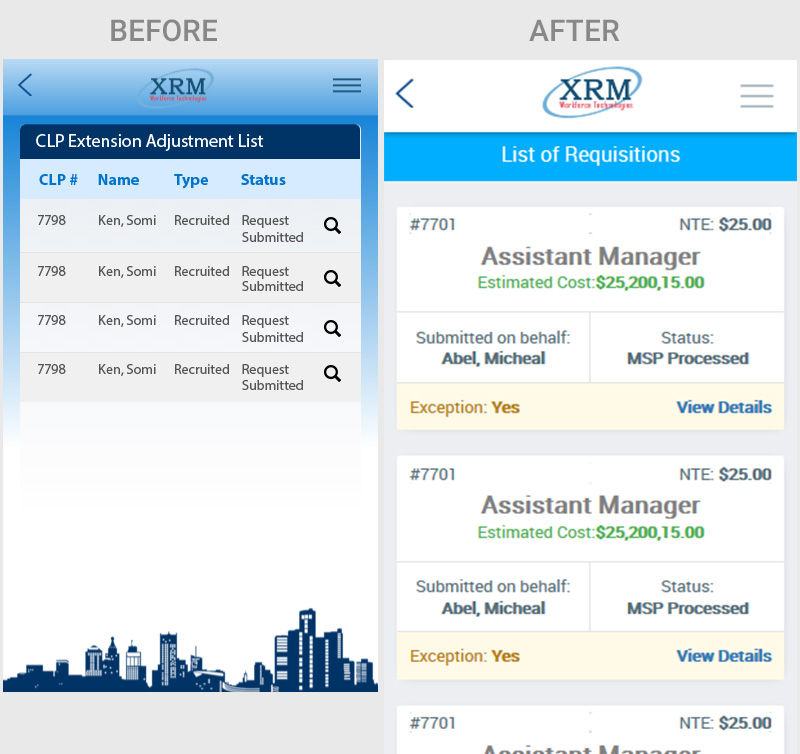 BEFORE
XRM
Workforce Technologies
CLP Extension Adjustment List
CLP # Name Type Status
7798 Ken, Somi Recruited Request Submitted
7798 Ken, Somi Recruited Request Submitted
7798 Ken, Somi Recruited Request Submitted
7798 Ken, Somi Recruited Request Submitted
AFTER
XRM
Workforce Technologies
List of Requisitions
#7701 NTE: $25.00
Assistant Manager
Estimated Cost:$25,200,15.00
Submitted on behalf: Status:
Abel, Micheal MSP Processed
Exception: Yes View Details
#7701 NTE: $25.00
Assistant Manager
Estimated Cost:$25,200,15.00
Submitted on behalf: Status:
Abel, Micheal MSP Processed
Exception: Yes View Details
#7701 NTE: $25.00
Assistant Manager